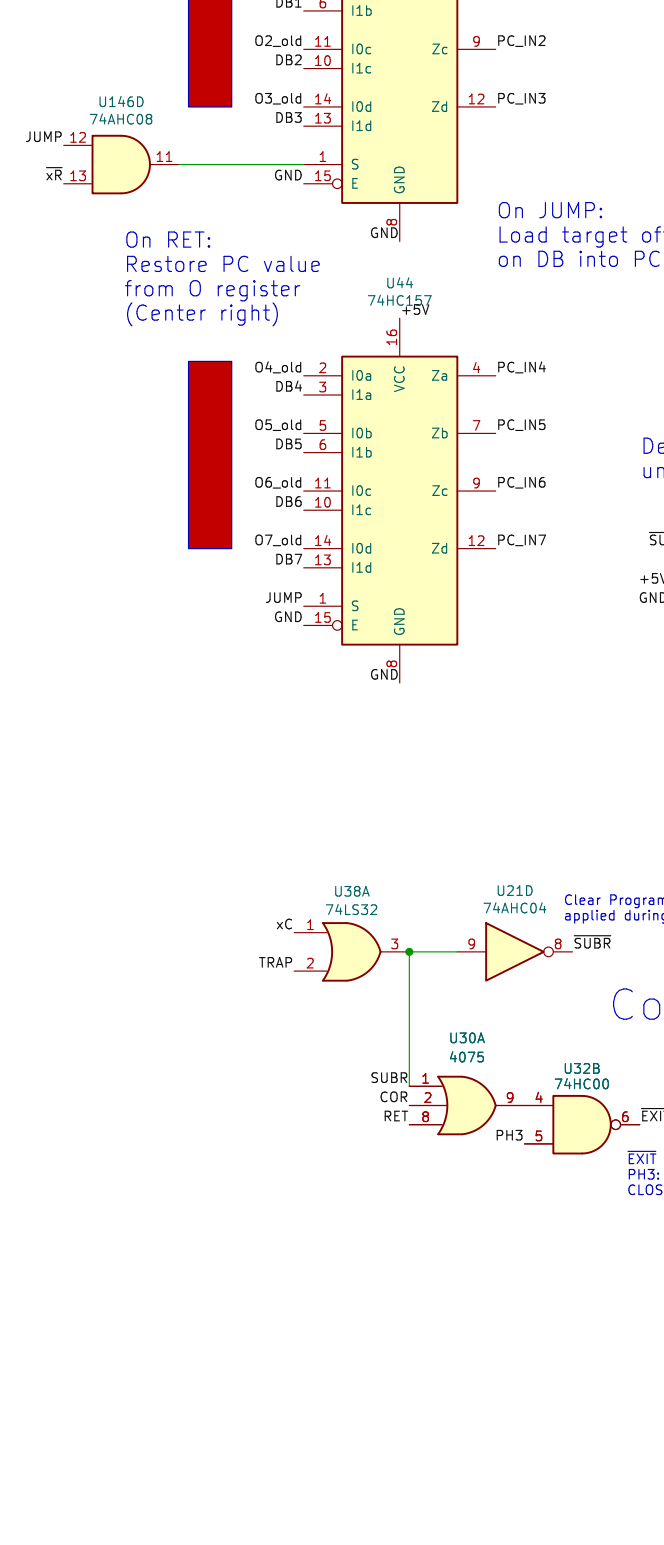 DB1 6 I1b
O2_old 11 I0c Zc 9 PC_IN2
DB2 10 I1c
O3_old 14 I0d Zd 12 PC_IN3
DB3 13 I1d
U146D
74AHC08
JUMP 12
xR 13
11
1 S
GND 15 E
GND
8
GND
On RET:
Restore PC value
from O register
(Center right)
On JUMP:
Load target of
on DB into PC
U44
74HC157
+5V
16
VCC
O4_old 2 I0a Za 4 PC_IN4
DB4 3 I1a
O5_old 5 I0b Zb 7 PC_IN5
DB5 6 I1b
O6_old 11 I0c Zc 9 PC_IN6
DB6 10 I1c
O7_old 14 I0d Zd 12 PC_IN7
DB7 13 I1d
JUMP 1 S
GND 15 E
GND
8
GND
De
un
SU
+5V
GND
U38A
74LS32
xC 1
TRAP 2
3
U21D
74AHC04
9 8 SUBR
Clear Program
applied during
Co
U30A
4075
SUBR 1
COR 2
RET 8
9
U32B
74HC00
4
PH3 5
6 EXI
EXIT
PH3:
CLOS